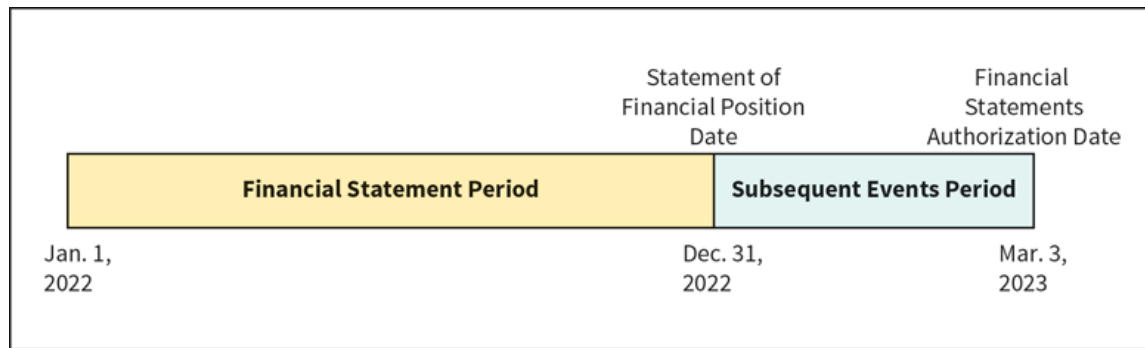 Statement of
Financial Position
Date
Financial
Statements
Authorization Date
Financial Statement Period
Subsequent Events Period
Jan. 1,
2022
Dec. 31,
2022
Mar. 3,
2023